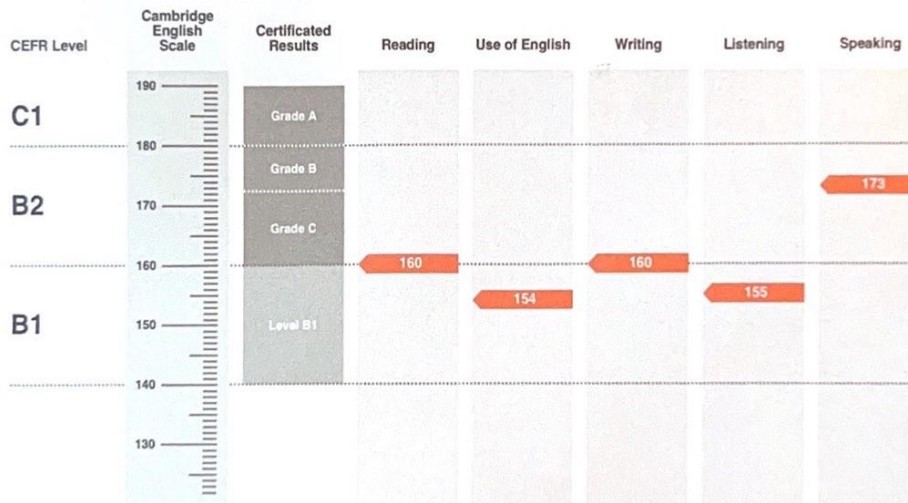 CEFR Level
Cambridge
English
Scale
Certificated
Results
Reading
Use of English
Writing
Listening
Speaking
190
C1
Grade A
180
Grade B
173
B2
170
Grade C
160
160
160
154
155
B1
150
Level B1
140
130